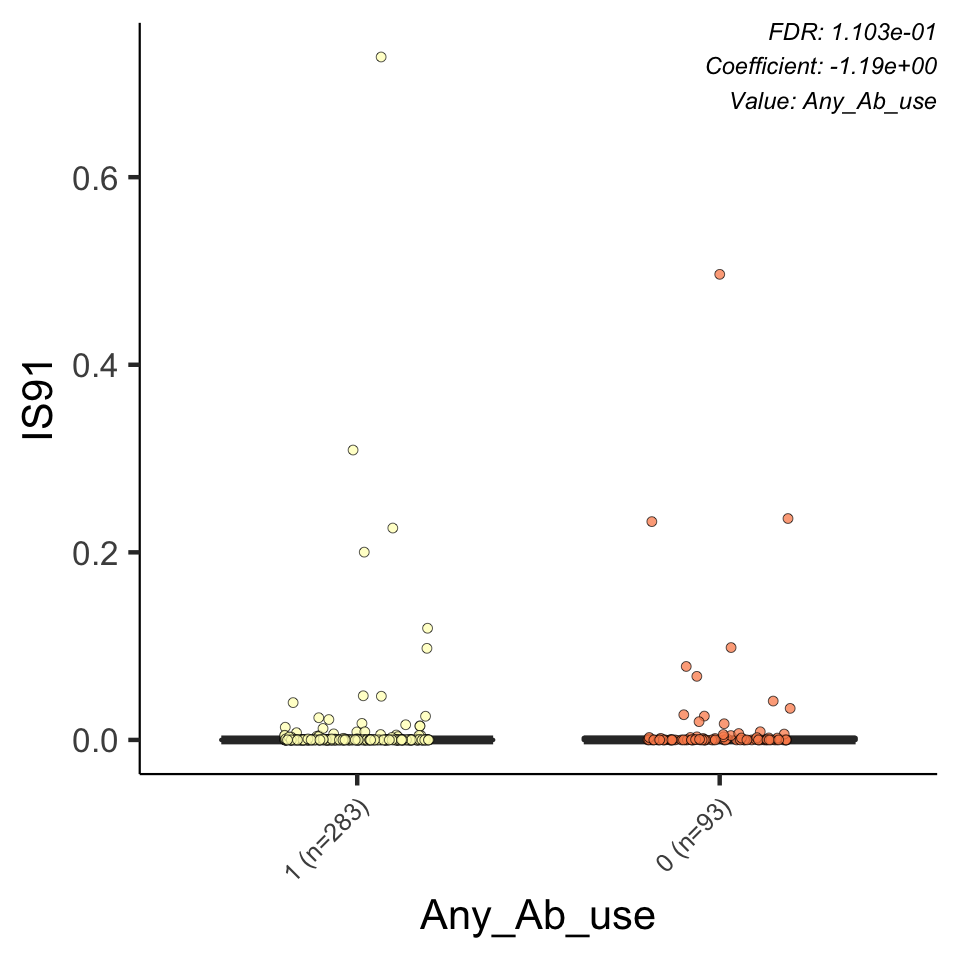 FDR: 1.103e-01
Coefficient: -1.19e+00
Value: Any_Ab_use
0.6
0.4
0.2
0.0
IS91
1 (n=283)
0 (n=93)
Any_Ab_use